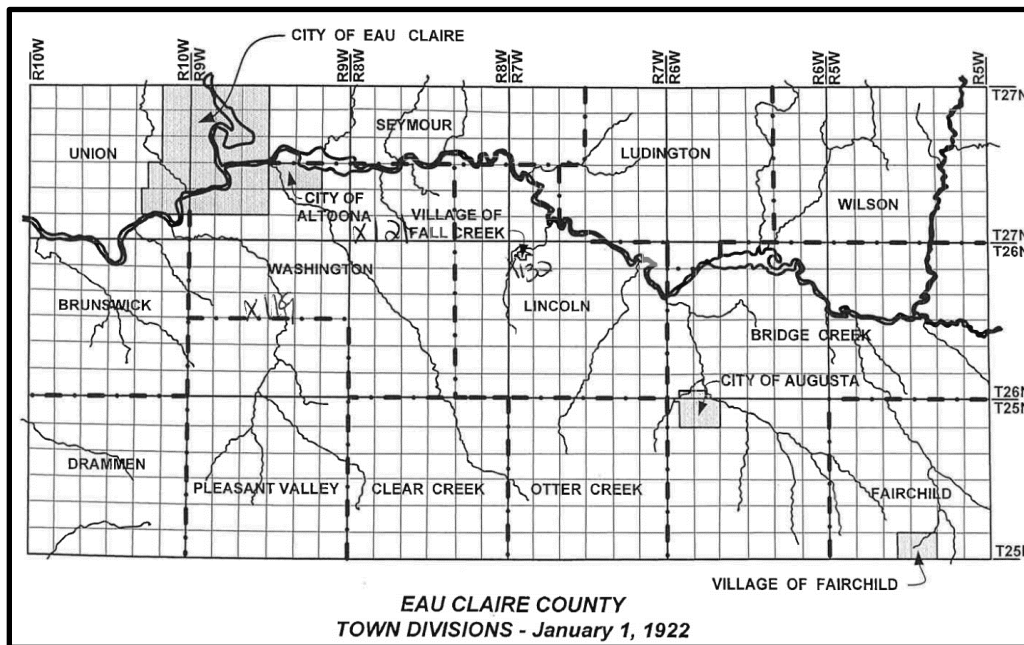 CITY OF EAU CLAIRE
R10W
R10W
R9W
R9W
R8W
R8W
R7W
R7W
R6W
R6W
R5W
R5W
T27N
SEYMOUR
UNION
LUDINGTON
CITY OF
ALTOONA
VILLAGE OF
FALL CREEK
WILSON
X121
T27N
T26N
WASHINGTON
1132
BRUNSWICK
X119
LINCOLN
BRIDGE CREEK
CITY OF AUGUSTA
T26N
T25N
DRAMMEN
PLEASANT VALLEY
CLEAR CREEK
OTTER CREEK
FAIRCHILD
T25N
VILLAGE OF FAIRCHILD
EAU CLAIRE COUNTY
TOWN DIVISIONS - January 1, 1922